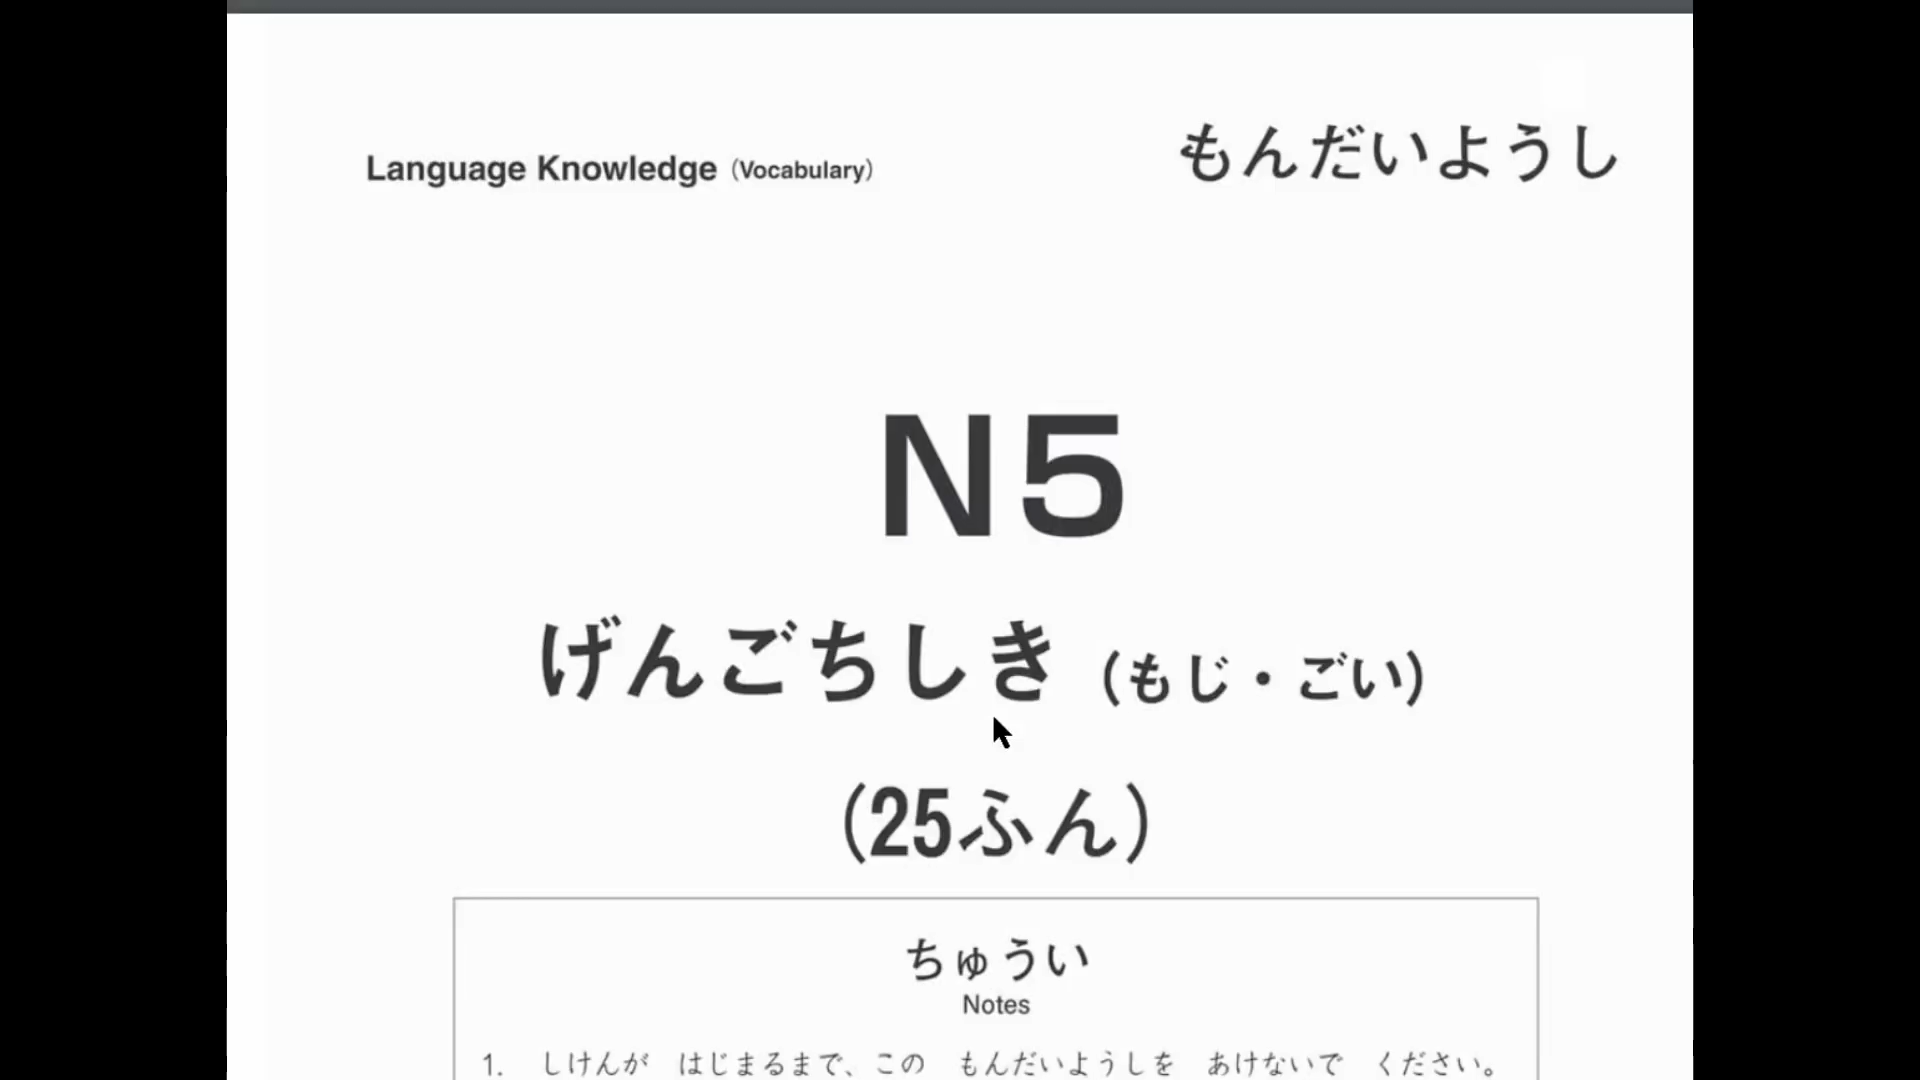 Language Knowledge (Vocabulary)
もんだいようし
N5
げんごちしき (もじ・ごい)
(25ふん)
ちゅうい
Notes
1. しけんが はじまるまで、この もんだいようしを あけないで ください。